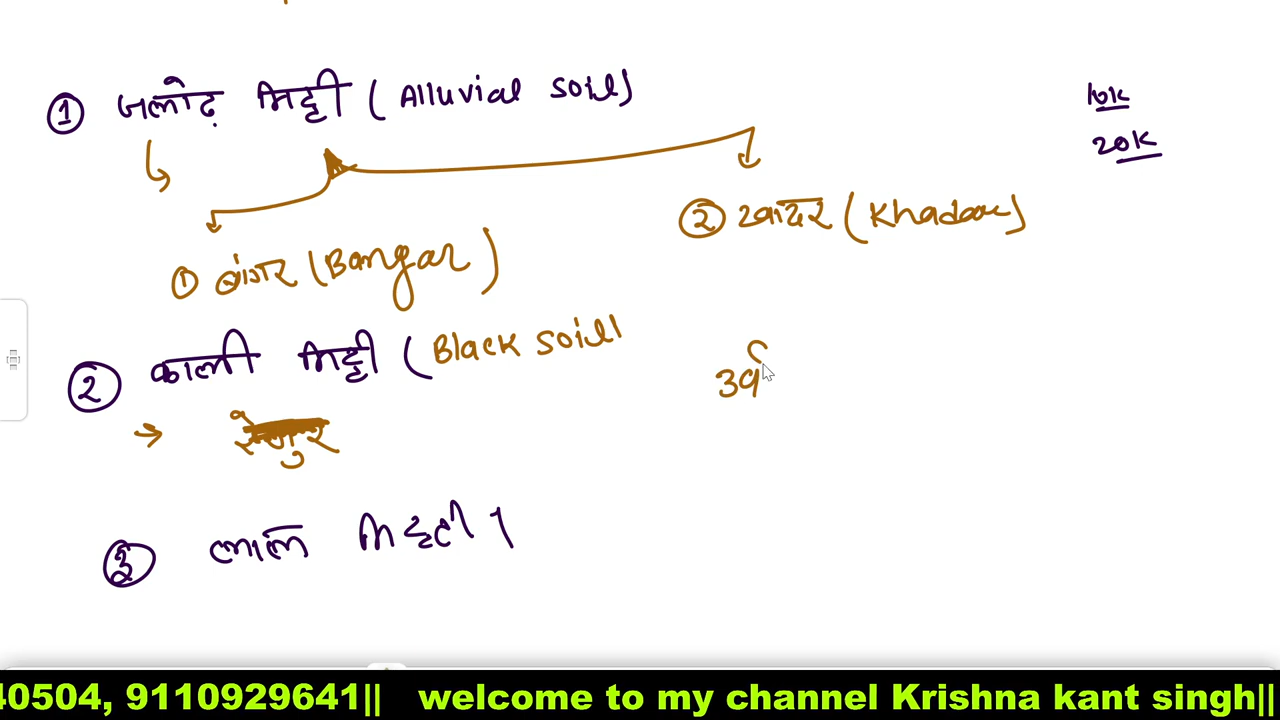 ① जलोढ़ मिट्टी (Alluvial soil)
10K
20K
① बांगर (Bangar)
② खादर (Khadar)
② काली मिट्टी (Black soil
उर्व
→ रेगुर
③ लाल मिट्टी
40504, 9110929641|| welcome to my channel Krishna kant singh||